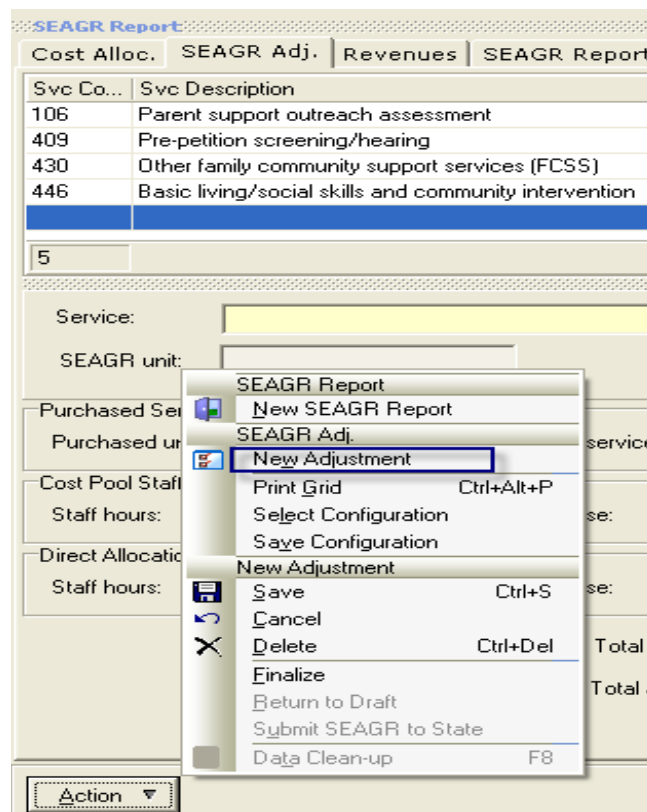 SEAGR Report
Cost Alloc. SEAGR Adj. Revenues SEAGR Report
Svc Co... Svc Description
106 Parent support outreach assessment
409 Pre-petition screening/hearing
430 Other family community support services (FCSS)
446 Basic living/social skills and community intervention
5
Service:
SEAGR unit:
SEAGR Report
New SEAGR Report
Purchased Ser
SEAGR Adj.
Purchased un service
New Adjustment
Cost Pool Staff
Print Grid Ctrl+Alt+P
Staff hours: Select Configuration se:
Save Configuration
Direct Allocatio
New Adjustment
Staff hours: Save Ctrl+S se:
Cancel
Delete Ctrl+Del Total
Finalize
Total
Return to Draft
Submit SEAGR to State
Data Clean-up F8
Action